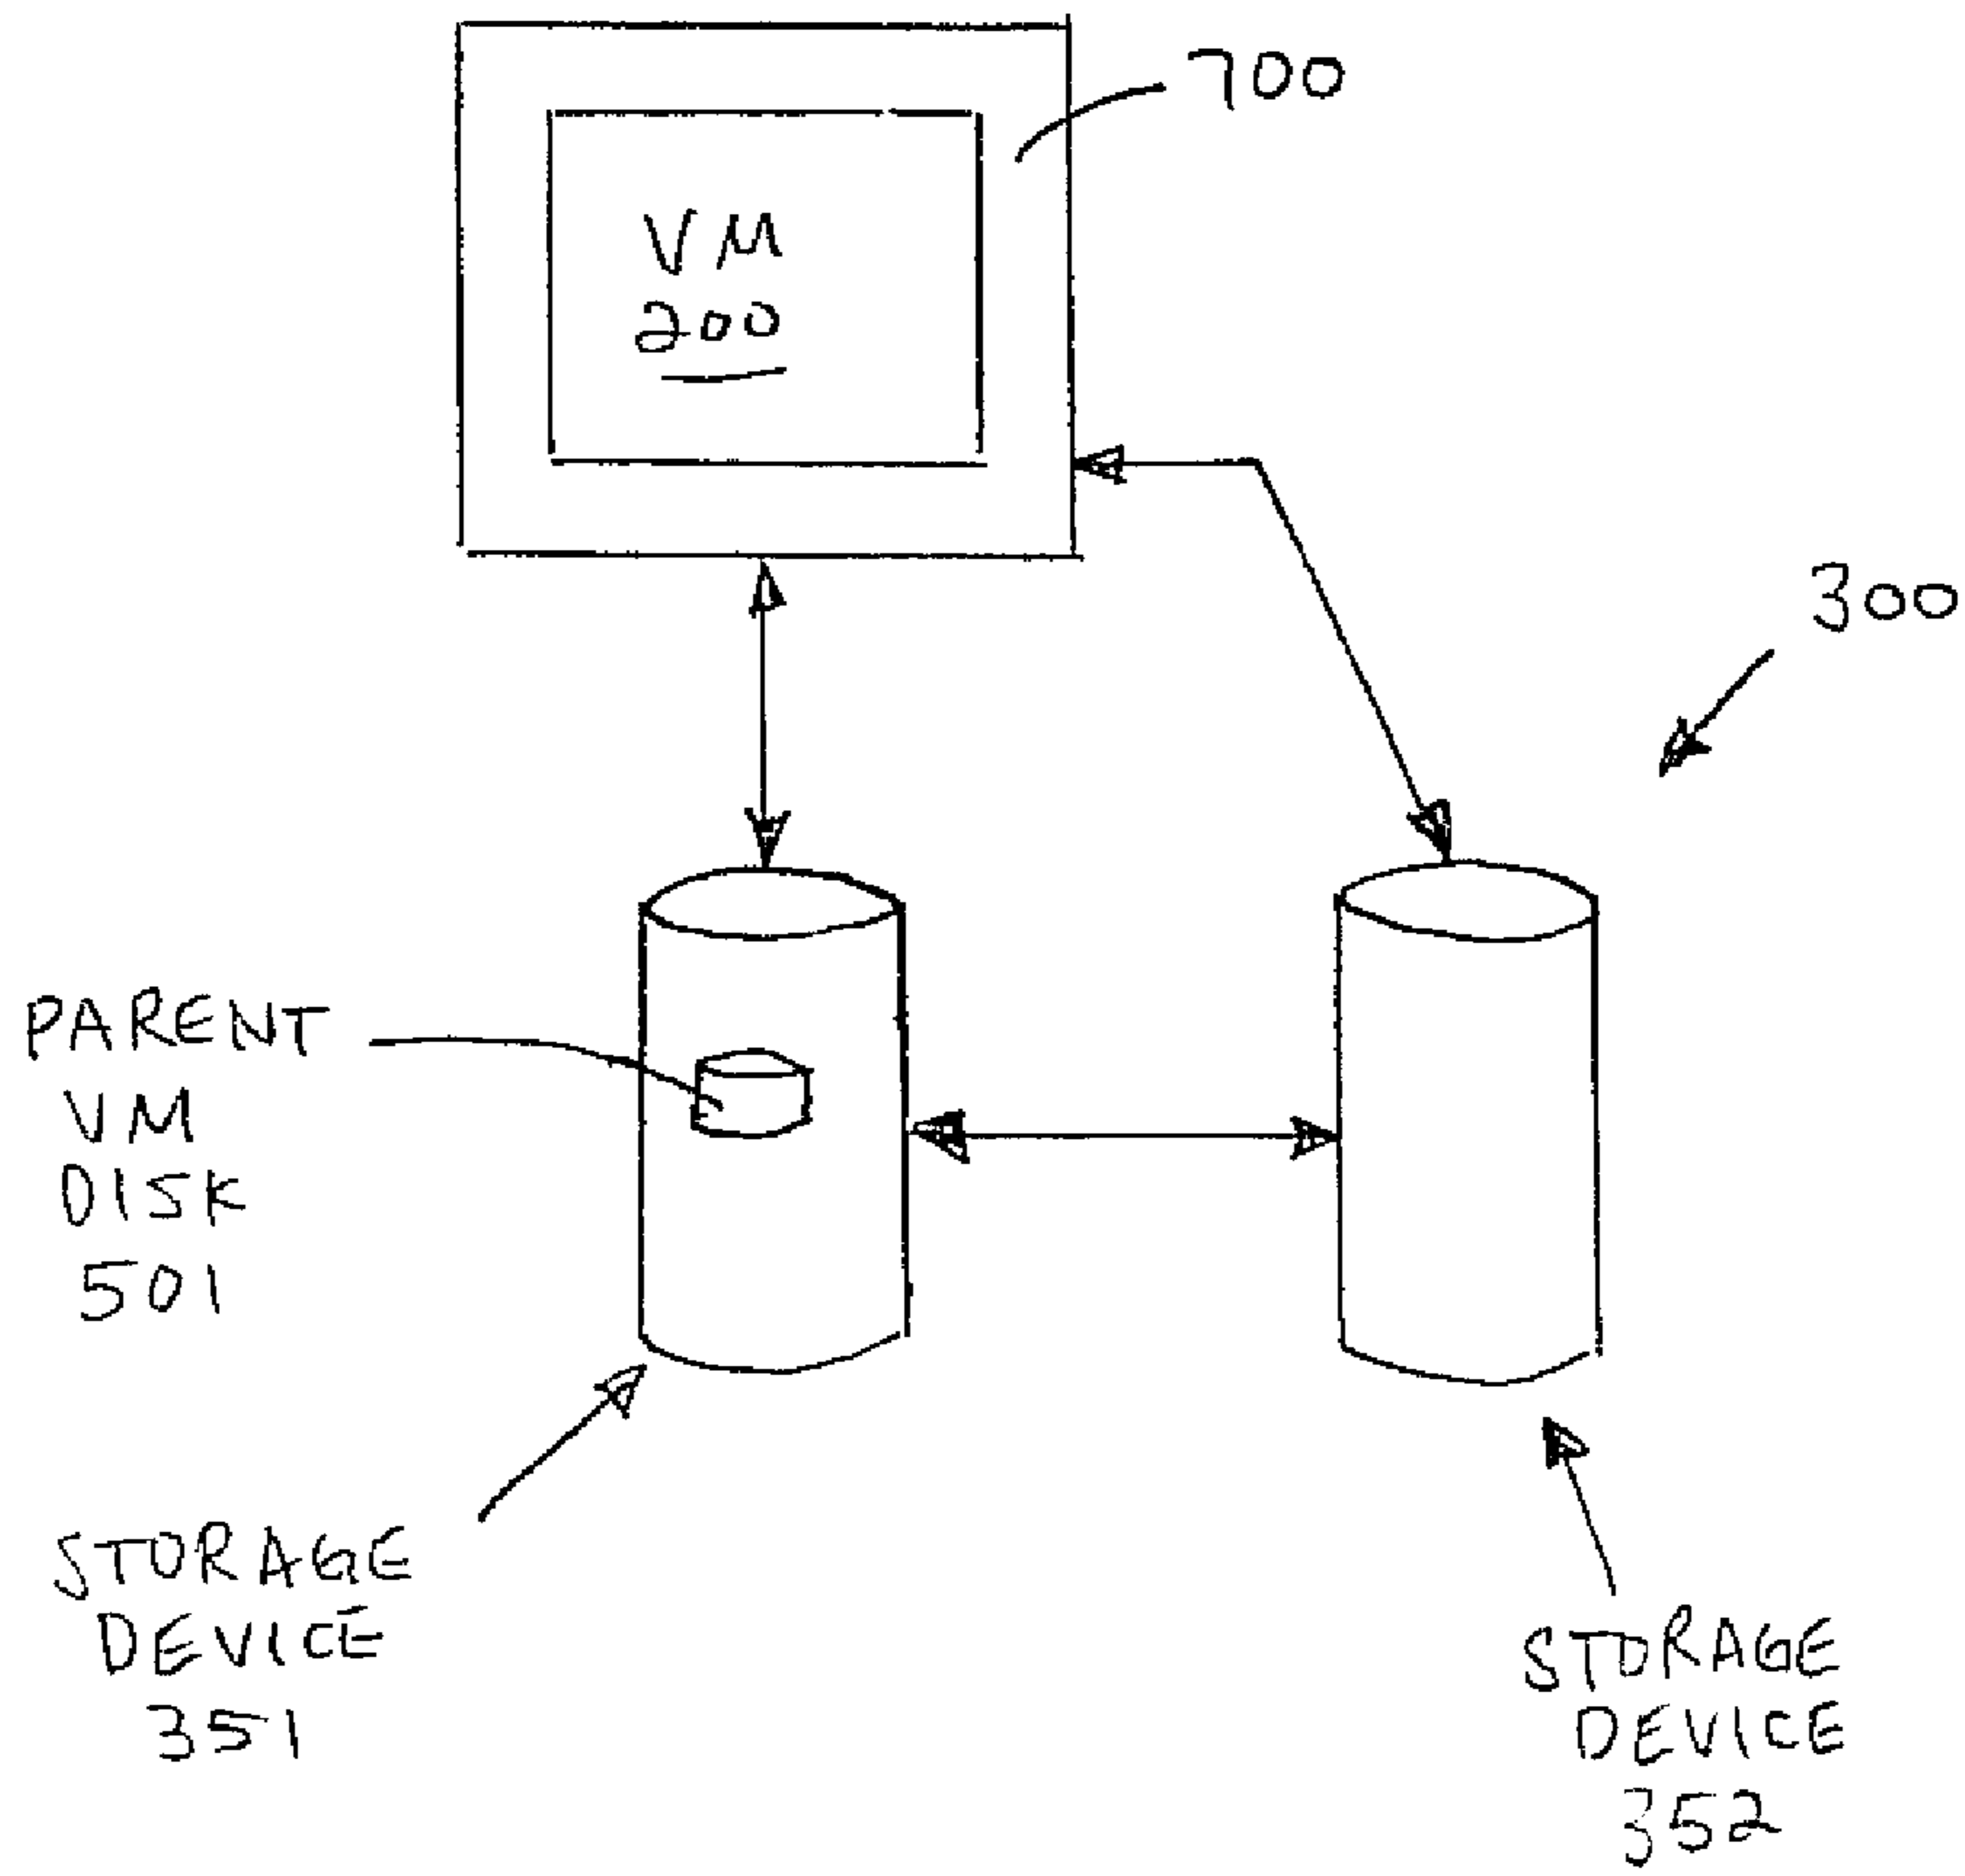 700
VM
200
300
PARENT
VM
DISK
501
STORAGE
DEVICE
351
STORAGE
DEVICE
352